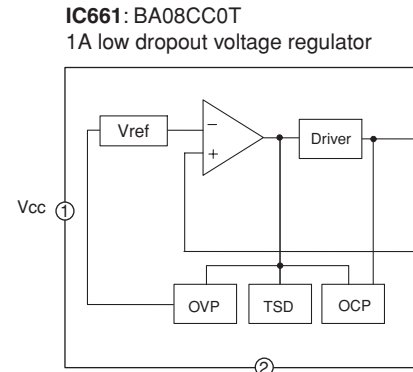 IC661: BA08CC0T
1A low dropout voltage regulator
Vref
−
+
Driver
Vcc 1
OVP TSD OCP
2